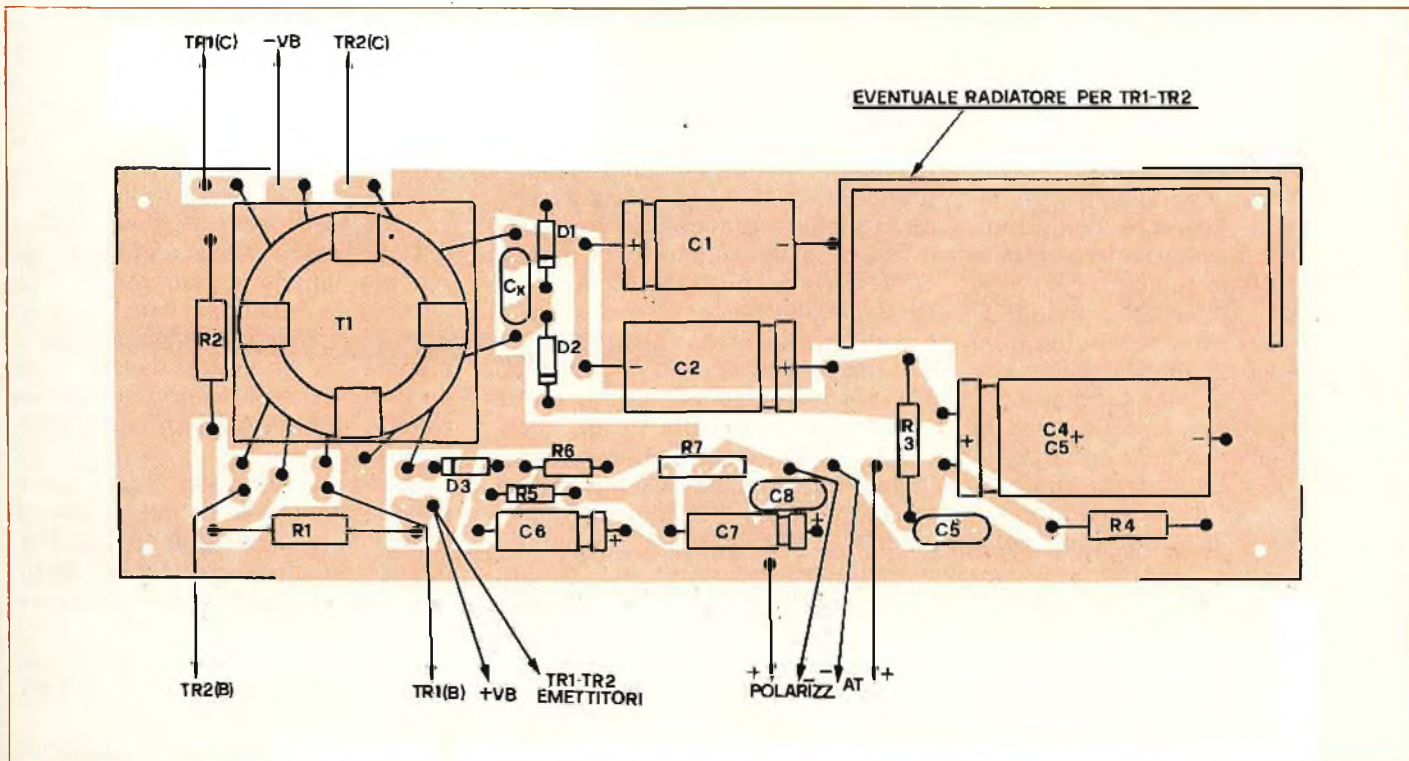 TR1(C) -VB TR2(C)
EVENTUALE RADIATORE PER TR1-TR2
D1
+ C1 -
Cx
R2
T1
D2
- C2 +
R3
+ C4+ -
C5
R6
R7
D3
R5
C8
R1
C6 +
C7 +
C5
R4
TR2(B)
TR1(B) +VB
TR1-TR2
EMETTITORI
+ - - +
POLARIZZ AT